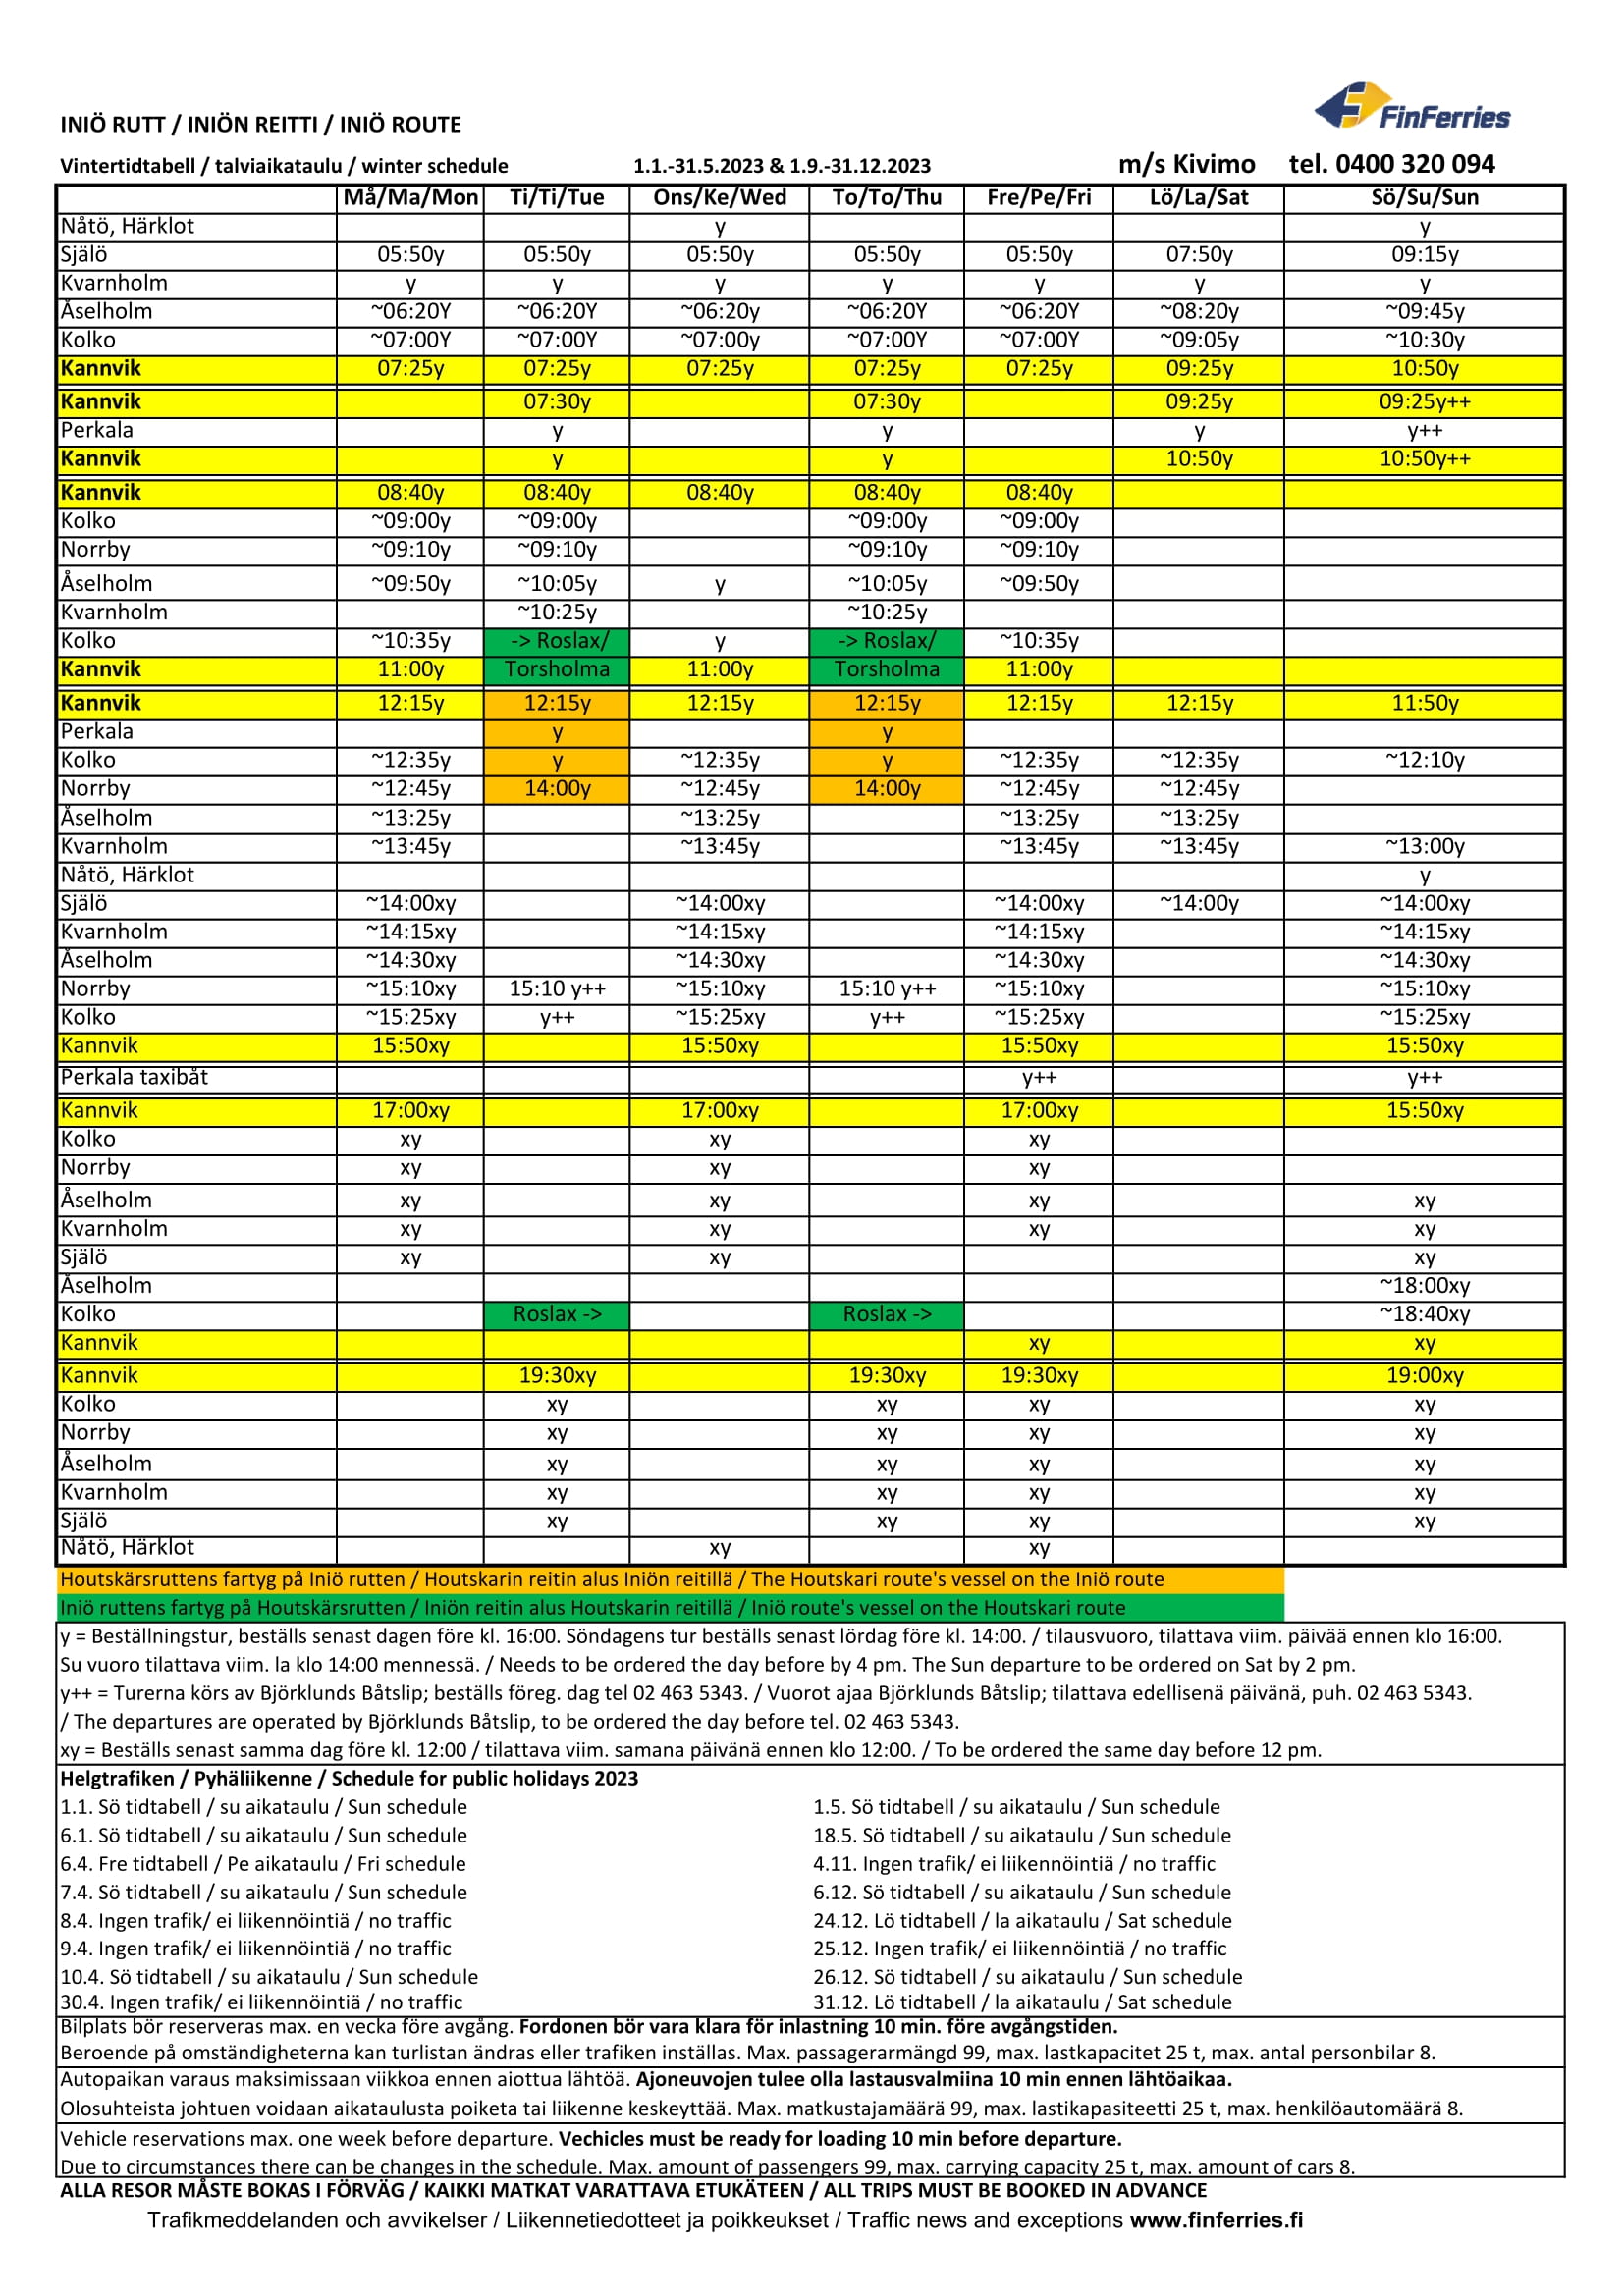 FinFerries
INIÖ RUTT / INIÖN REITTI / INIÖ ROUTE
Vintertidtabell / talviaikataulu / winter schedule 1.1.-31.5.2023 & 1.9.-31.12.2023 m/s Kivimo tel. 0400 320 094
Må/Ma/Mon Ti/Ti/Tue Ons/Ke/Wed To/To/Thu Fre/Pe/Fri Lö/La/Sat Sö/Su/Sun
Nåtö, Härklot y y
Själö 05:50y 05:50y 05:50y 05:50y 05:50y 07:50y 09:15y
Kvarnholm y y y y y y y
Åselholm ~06:20Y ~06:20Y ~06:20y ~06:20Y ~06:20Y ~08:20y ~09:45y
Kolko ~07:00Y ~07:00Y ~07:00y ~07:00Y ~07:00Y ~09:05y ~10:30y
Kannvik 07:25y 07:25y 07:25y 07:25y 07:25y 09:25y 10:50y
Kannvik 07:30y 07:30y 09:25y 09:25y++
Perkala y y y y++
Kannvik y y 10:50y 10:50y++
Kannvik 08:40y 08:40y 08:40y 08:40y 08:40y
Kolko ~09:00y ~09:00y ~09:00y ~09:00y
Norrby ~09:10y ~09:10y ~09:10y ~09:10y
Åselholm ~09:50y ~10:05y y ~10:05y ~09:50y
Kvarnholm ~10:25y ~10:25y
Kolko ~10:35y -> Roslax/ y -> Roslax/ ~10:35y
Kannvik 11:00y Torsholma 11:00y Torsholma 11:00y
Kannvik 12:15y 12:15y 12:15y 12:15y 12:15y 12:15y 11:50y
Perkala y y
Kolko ~12:35y y ~12:35y y ~12:35y ~12:35y ~12:10y
Norrby ~12:45y 14:00y ~12:45y 14:00y ~12:45y ~12:45y
Åselholm ~13:25y ~13:25y ~13:25y ~13:25y
Kvarnholm ~13:45y ~13:45y ~13:45y ~13:45y ~13:00y
Nåtö, Härklot y
Själö ~14:00xy ~14:00xy ~14:00xy ~14:00y ~14:00xy
Kvarnholm ~14:15xy ~14:15xy ~14:15xy ~14:15xy
Åselholm ~14:30xy ~14:30xy ~14:30xy ~14:30xy
Norrby ~15:10xy 15:10 y++ ~15:10xy 15:10 y++ ~15:10xy ~15:10xy
Kolko ~15:25xy y++ ~15:25xy y++ ~15:25xy ~15:25xy
Kannvik 15:50xy 15:50xy 15:50xy 15:50xy
Perkala taxibåt y++ y++
Kannvik 17:00xy 17:00xy 17:00xy 15:50xy
Kolko xy xy xy
Norrby xy xy xy
Åselholm xy xy xy xy
Kvarnholm xy xy xy xy
Själö xy xy xy
Åselholm ~18:00xy
Kolko Roslax -> Roslax -> ~18:40xy
Kannvik xy xy
Kannvik 19:30xy 19:30xy 19:30xy 19:00xy
Kolko xy xy xy xy
Norrby xy xy xy xy
Åselholm xy xy xy xy
Kvarnholm xy xy xy xy
Själö xy xy xy xy
Nåtö, Härklot xy xy
Houtskärsruttens fartyg på Iniö rutten / Houtskarin reitin alus Iniön reitillä / The Houtskari route's vessel on the Iniö route
Iniö ruttens fartyg på Houtskärsrutten / Iniön reitin alus Houtskarin reitillä / Iniö route's vessel on the Houtskari route
y = Beställningstur, beställs senast dagen före kl. 16:00. Söndagens tur beställs senast lördag före kl. 14:00. / tilausvuoro, tilattava viim. päivää ennen klo 16:00.
Su vuoro tilattava viim. la klo 14:00 mennessä. / Needs to be ordered the day before by 4 pm. The Sun departure to be ordered on Sat by 2 pm.
y++ = Turerna körs av Björklunds Båtslip; beställs föreg. dag tel 02 463 5343. / Vuorot ajaa Björklunds Båtslip; tilattava edellisenä päivänä, puh. 02 463 5343.
/ The departures are operated by Björklunds Båtslip, to be ordered the day before tel. 02 463 5343.
xy = Beställs senast samma dag före kl. 12:00 / tilattava viim. samana päivänä ennen klo 12:00. / To be ordered the same day before 12 pm.
Helgtrafiken / Pyhäliikenne / Schedule for public holidays 2023
1.1. Sö tidtabell / su aikataulu / Sun schedule 1.5. Sö tidtabell / su aikataulu / Sun schedule
6.1. Sö tidtabell / su aikataulu / Sun schedule 18.5. Sö tidtabell / su aikataulu / Sun schedule
6.4. Fre tidtabell / Pe aikataulu / Fri schedule 4.11. Ingen trafik/ ei liikennöintiä / no traffic
7.4. Sö tidtabell / su aikataulu / Sun schedule 6.12. Sö tidtabell / su aikataulu / Sun schedule
8.4. Ingen trafik/ ei liikennöintiä / no traffic 24.12. Lö tidtabell / la aikataulu / Sat schedule
9.4. Ingen trafik/ ei liikennöintiä / no traffic 25.12. Ingen trafik/ ei liikennöintiä / no traffic
10.4. Sö tidtabell / su aikataulu / Sun schedule 26.12. Sö tidtabell / su aikataulu / Sun schedule
30.4. Ingen trafik/ ei liikennöintiä / no traffic 31.12. Lö tidtabell / la aikataulu / Sat schedule
Bilplats bör reserveras max. en vecka före avgång. Fordonen bör vara klara för inlastning 10 min. före avgångstiden.
Beroende på omständigheterna kan turlistan ändras eller trafiken inställas. Max. passagerarmängd 99, max. lastkapacitet 25 t, max. antal personbilar 8.
Autopaikan varaus maksimissaan viikkoa ennen aiottua lähtöä. Ajoneuvojen tulee olla lastausvalmiina 10 min ennen lähtöaikaa.
Olosuhteista johtuen voidaan aikataulusta poiketa tai liikenne keskeyttää. Max. matkustajamäärä 99, max. lastikapasiteetti 25 t, max. henkilöautomäärä 8.
Vehicle reservations max. one week before departure. Vechicles must be ready for loading 10 min before departure.
Due to circumstances there can be changes in the schedule. Max. amount of passengers 99, max. carrying capacity 25 t, max. amount of cars 8.
ALLA RESOR MÅSTE BOKAS I FÖRVÄG / KAIKKI MATKAT VARATTAVA ETUKÄTEEN / ALL TRIPS MUST BE BOOKED IN ADVANCE
Trafikmeddelanden och avvikelser / Liikennetiedotteet ja poikkeukset / Traffic news and exceptions www.finferries.fi